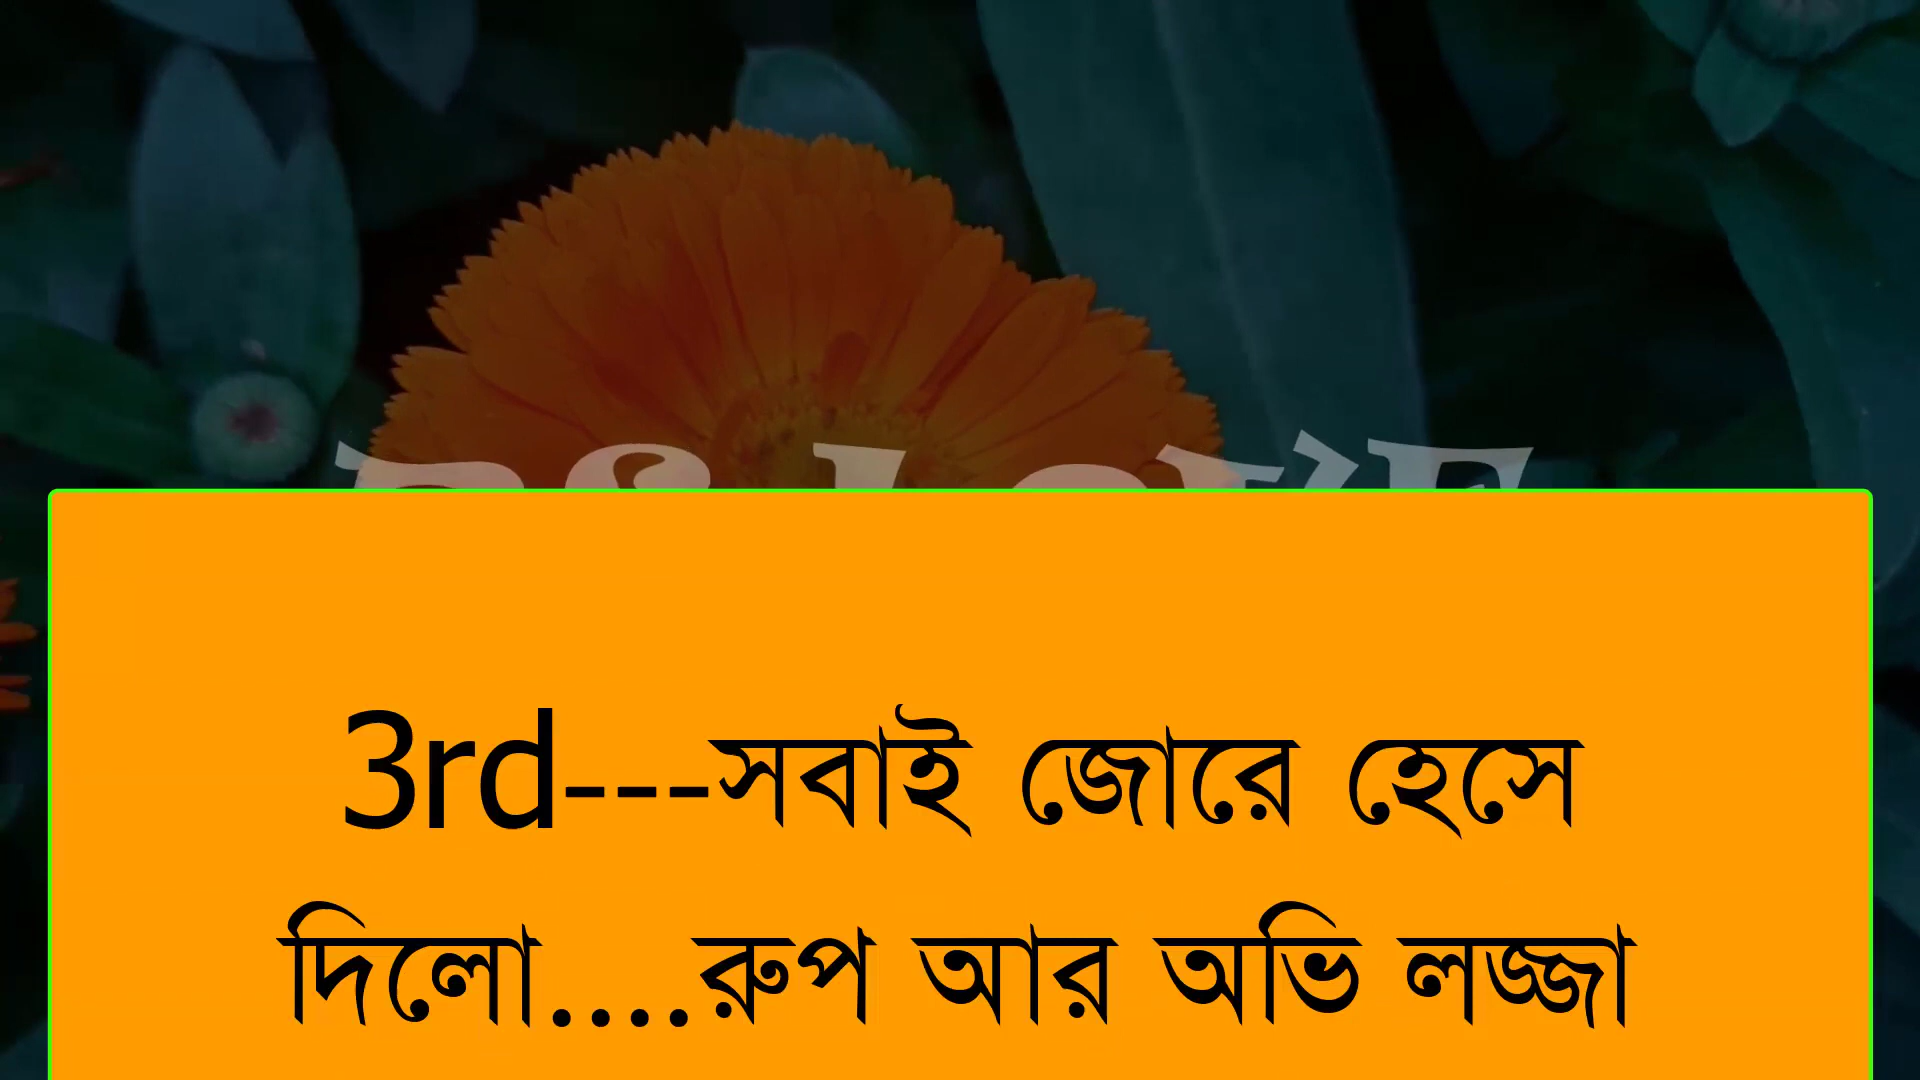 3rd---সবাই জোরে হেসে
দিলো....রুপ আর অভি লজ্জা